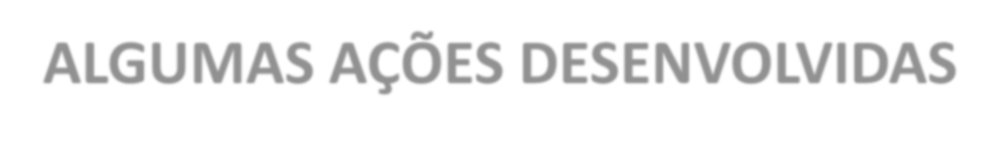 ALGUMAS AÇÕES DESENVOLVIDAS